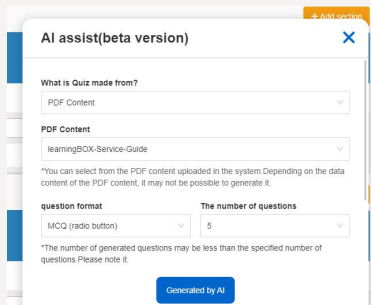 + Add section
AI assist(beta version)
What is Quiz made from?
PDF Content
PDF Content
learningBOX-Service-Guide
*You can select from the PDF content uploaded in the system.Depending on the data
content of the PDF content, it may not be possible to generate it.
question format The number of questions
MCQ (radio button) 5
*The number of generated questions may be less than the specified number of
questions.Please note it.
Generated by AI